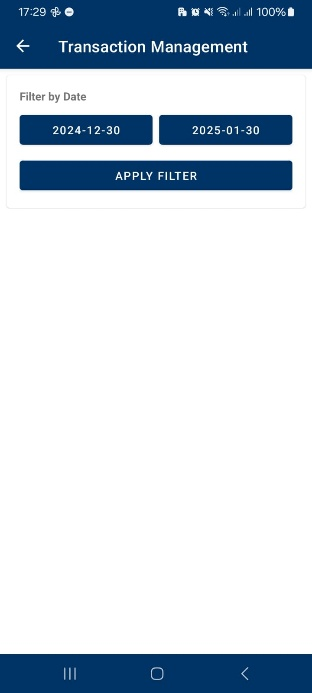 17:29 100%
Transaction Management
Filter by Date
2024-12-30 2025-01-30
APPLY FILTER